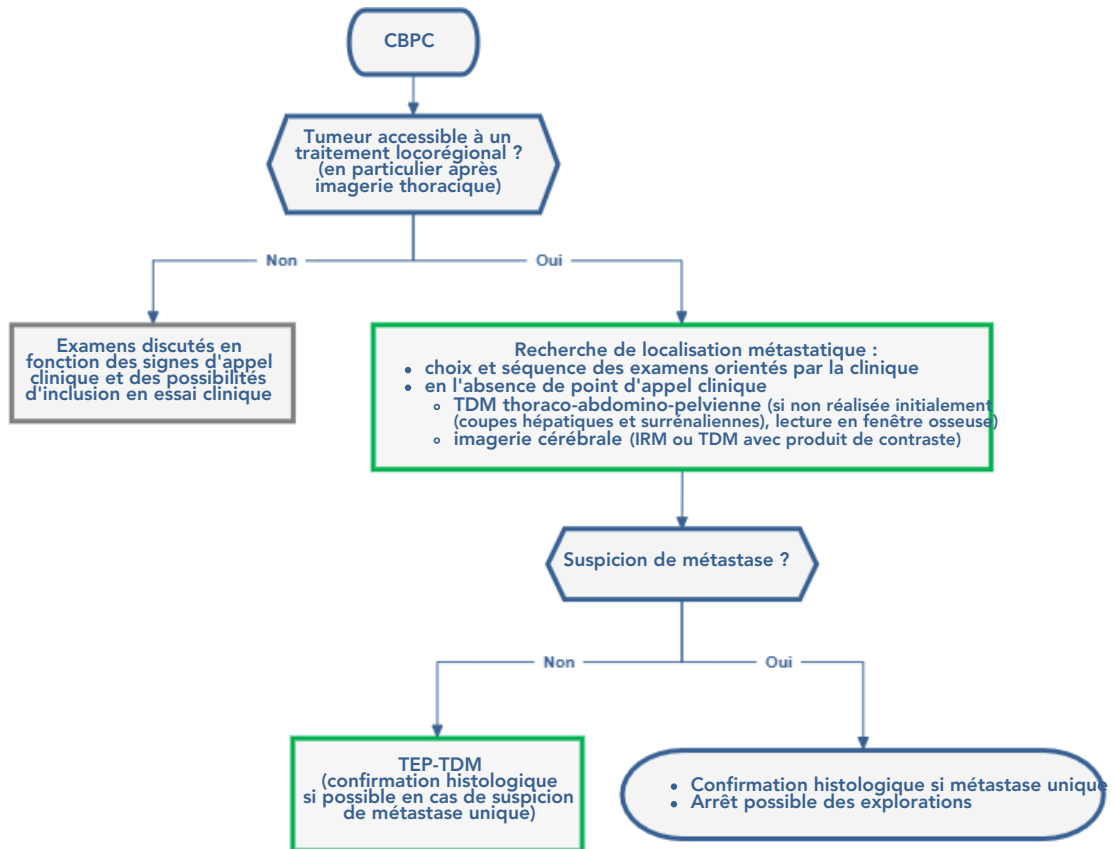 CBPC
Tumeur accessible à un
traitement locorégional ?
(en particulier après
imagerie thoracique)
Non
Oui
Examens discutés en
fonction des signes d'appel
clinique et des possibilités
d'inclusion en essai clinique
Recherche de localisation métastatique :
• choix et séquence des examens orientés par la clinique
• en l'absence de point d'appel clinique
◦ TDM thoraco-abdomino-pelvienne (si non réalisée initialement
(coupes hépatiques et surrénaliennes), lecture en fenêtre osseuse)
◦ imagerie cérébrale (IRM ou TDM avec produit de contraste)
Suspicion de métastase ?
Non
Oui
TEP-TDM
(confirmation histologique
si possible en cas de suspicion
de métastase unique)
• Confirmation histologique si métastase unique
• Arrêt possible des explorations